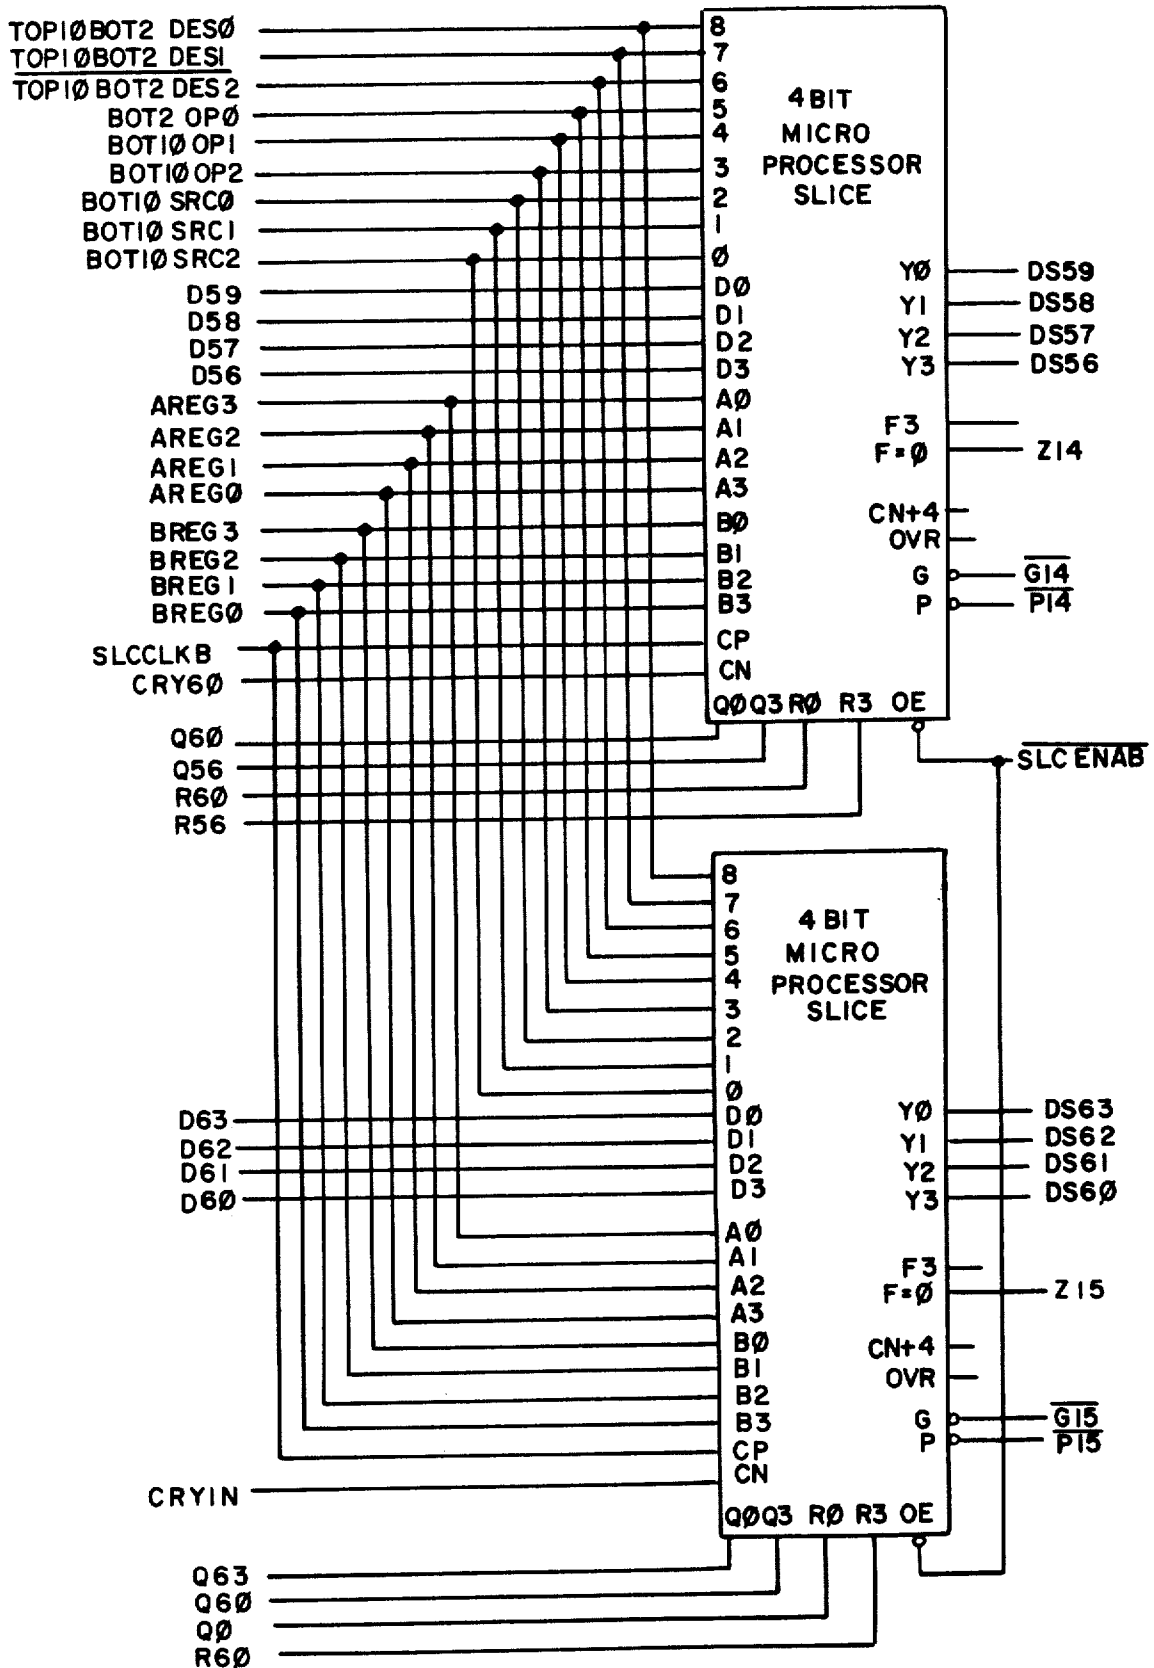 TOP10BOT2 DESØ
TOP1ØBOT2 DES1
TOP1Ø BOT2 DES2
BOT2 OPØ
BOT1Ø OP1
BOT1Ø OP2
BOT1Ø SRCØ
BOT1Ø SRC1
BOT1Ø SRC2
D59
D58
D57
D56
AREG3
AREG2
AREG1
AREGØ
BREG3
BREG2
BREG1
BREGØ
SLCCLKB
CRY6Ø
Q6Ø
Q56
R6Ø
R56
8
7
6
5
4
3
2
1
Ø
DØ
D1
D2
D3
AØ
A1
A2
A3
BØ
B1
B2
B3
CP
CN
QØ Q3 RØ R3 OE
4 BIT
MICRO
PROCESSOR
SLICE
YØ DS59
Y1 DS58
Y2 DS57
Y3 DS56
F3
F=Ø Z14
CN+4
OVR
G G14
P P14
SLC ENAB
8
7
6
5
4
3
2
1
Ø
D63 DØ
D62 D1
D61 D2
D6Ø D3
AØ
A1
A2
A3
BØ
B1
B2
B3
CP
CRYIN CN
QØ Q3 RØ R3 OE
4 BIT
MICRO
PROCESSOR
SLICE
YØ DS63
Y1 DS62
Y2 DS61
Y3 DS6Ø
F3
F=Ø Z15
CN+4
OVR
G G15
P P15
Q63
Q6Ø
QØ
R6Ø